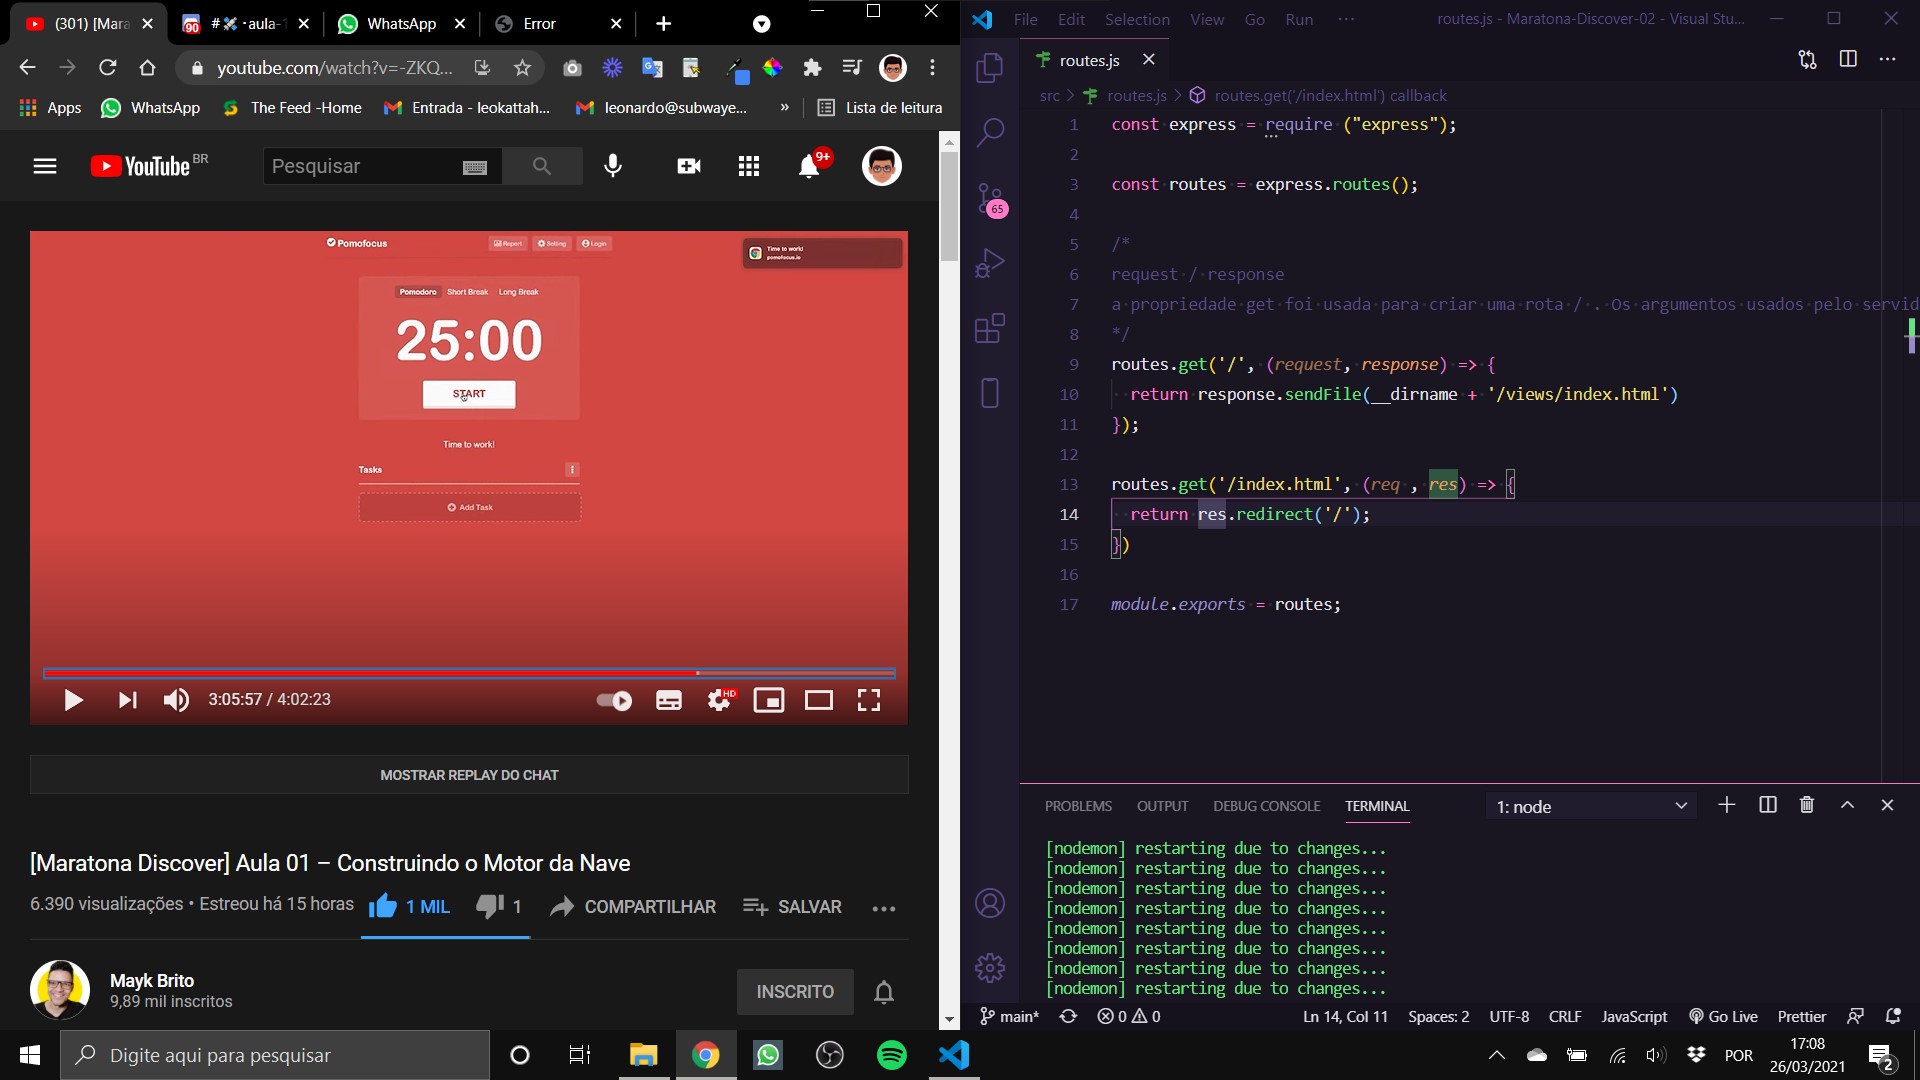 (301) [Mara
90
# 🛰 ·aula-1
WhatsApp
Error
youtube.com/watch?v=-ZKQ...
Apps
WhatsApp
The Feed -Home
Entrada - leokattah...
leonardo@subwaye...
»
Lista de leitura
YouTube BR
Pesquisar
9+
Pomofocus
Report
Setting
Login
Time to work!
pomofocus.io
Pomodoro
Short Break
Long Break
25:00
START
Time to work!
Tasks
Add Task
3:05:57 / 4:02:23
HD
MOSTRAR REPLAY DO CHAT
[Maratona Discover] Aula 01 – Construindo o Motor da Nave
6.390 visualizações • Estreou há 15 horas
1 MIL
1
COMPARTILHAR
SALVAR
Mayk Brito
9,89 mil inscritos
INSCRITO
File Edit Selection View Go Run ···
routes.js - Maratona-Discover-02 - Visual Stu...
routes.js
src > routes.js > routes.get('/index.html') callback
65
1 const express = require ("express");
2
3 const routes = express.routes();
4
5 /*
6 request / response
7 a propriedade get foi usada para criar uma rota / . Os argumentos usados pelo servid
8 */
9 routes.get('/', (request, response) => {
10 return response.sendFile(__dirname + '/views/index.html')
11 });
12
13 routes.get('/index.html', (req , res) => {
14 return res.redirect('/');
15 })
16
17 module.exports = routes;
PROBLEMS OUTPUT DEBUG CONSOLE TERMINAL
1: node
[nodemon] restarting due to changes...
[nodemon] restarting due to changes...
[nodemon] restarting due to changes...
[nodemon] restarting due to changes...
[nodemon] restarting due to changes...
[nodemon] restarting due to changes...
[nodemon] restarting due to changes...
[nodemon] restarting due to changes...
main*
0
0
Ln 14, Col 11
Spaces: 2
UTF-8
CRLF
JavaScript
Go Live
Prettier
Digite aqui para pesquisar
POR
17:08
26/03/2021
2